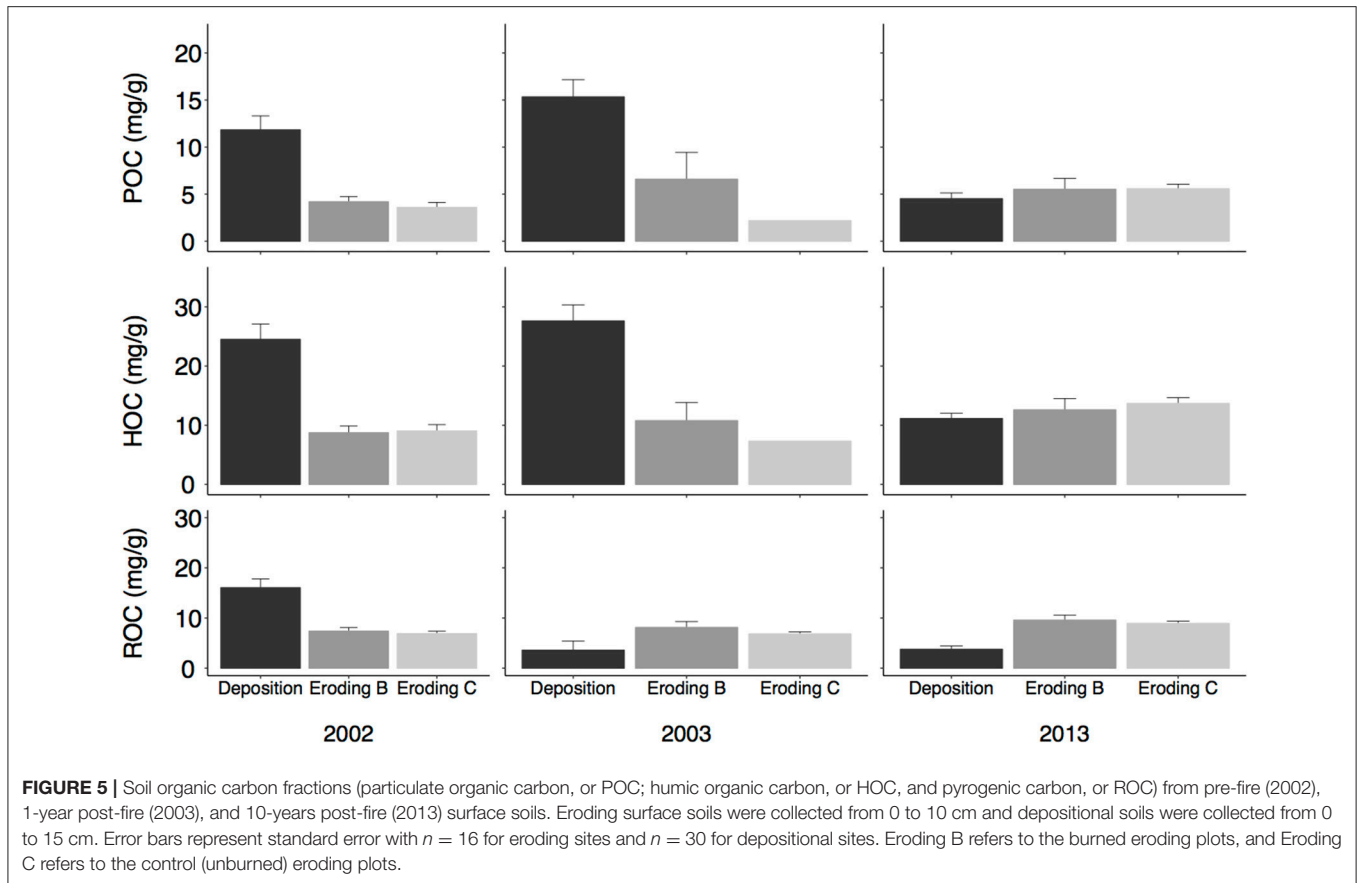 POC (mg/g)
20
15
10
5
0
HOC (mg/g)
30
20
10
0
ROC (mg/g)
30
20
10
0
Deposition Eroding B Eroding C
Deposition Eroding B Eroding C
Deposition Eroding B Eroding C
2002
2003
2013
FIGURE 5 | Soil organic carbon fractions (particulate organic carbon, or POC; humic organic carbon, or HOC, and pyrogenic carbon, or ROC) from pre-fire (2002),
1-year post-fire (2003), and 10-years post-fire (2013) surface soils. Eroding surface soils were collected from 0 to 10 cm and depositional soils were collected from 0
to 15 cm. Error bars represent standard error with n = 16 for eroding sites and n = 30 for depositional sites. Eroding B refers to the burned eroding plots, and Eroding
C refers to the control (unburned) eroding plots.